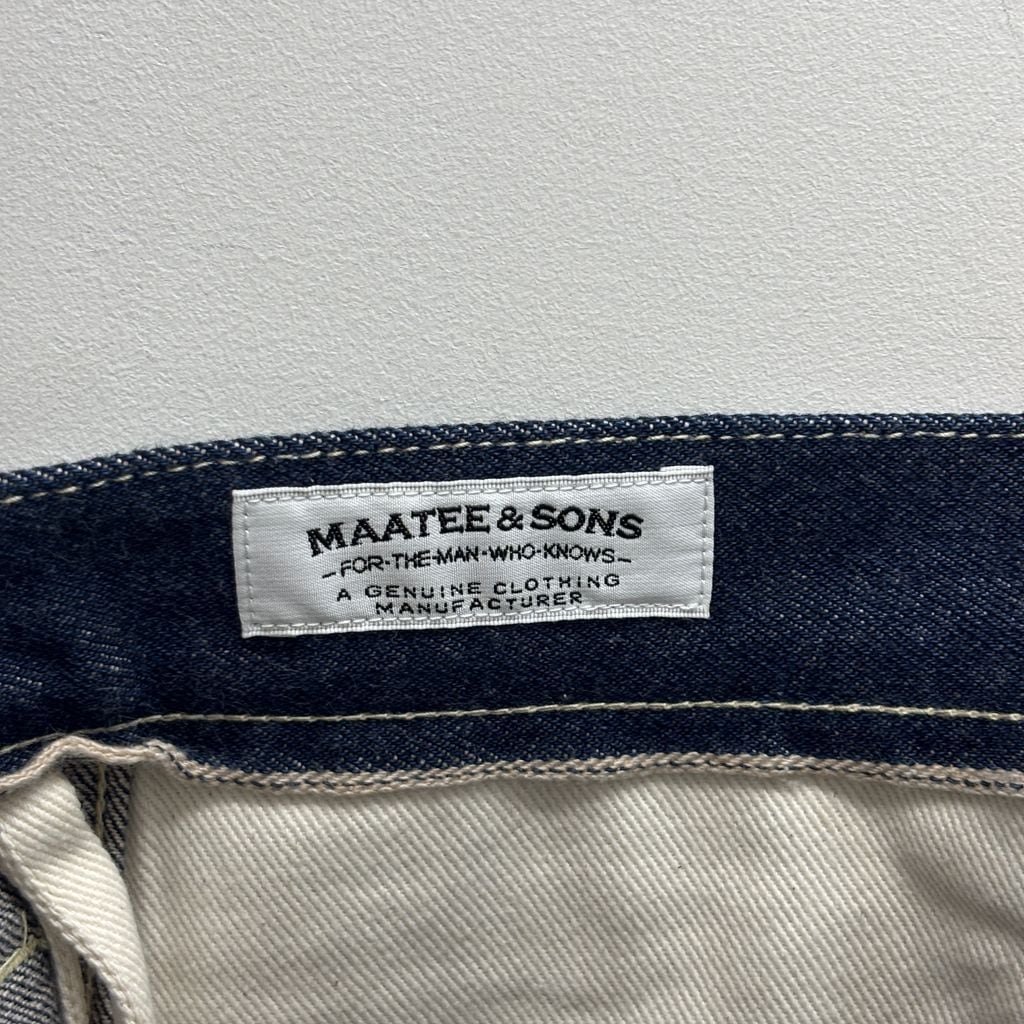 MAATEE & SONS
-FOR-THE-MAN-WHO-KNOWS-
A GENUINE CLOTHING
MANUFACTURER